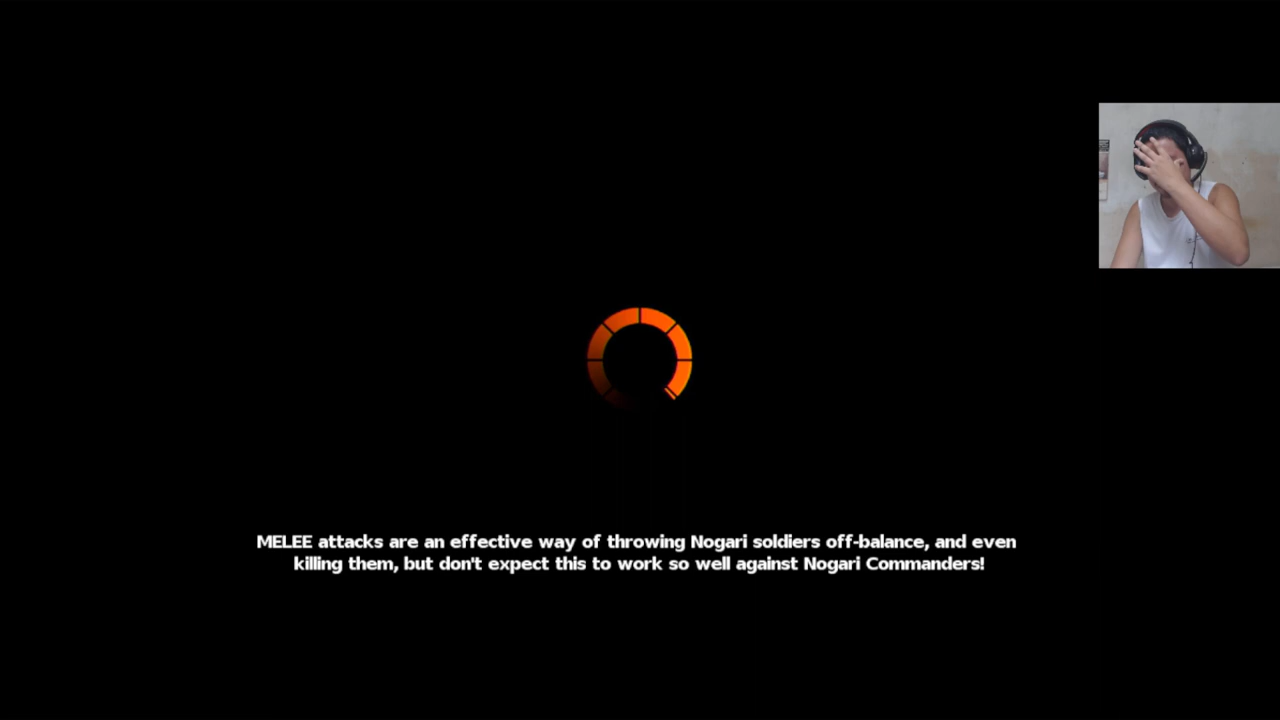 MELEE attacks are an effective way of throwing Nogari soldiers off-balance, and even
killing them, but don't expect this to work so well against Nogari Commanders!